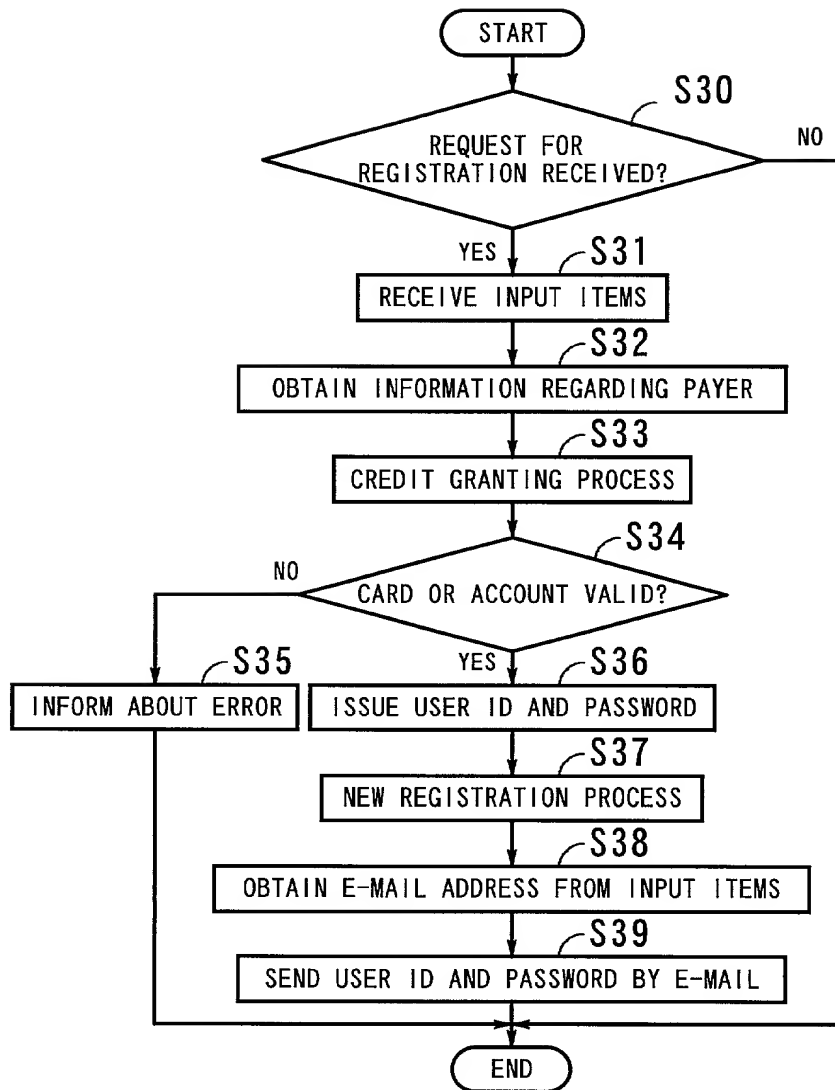 START
S30
REQUEST FOR
REGISTRATION RECEIVED?
NO
YES
S31
RECEIVE INPUT ITEMS
S32
OBTAIN INFORMATION REGARDING PAYER
S33
CREDIT GRANTING PROCESS
S34
CARD OR ACCOUNT VALID?
NO
YES
S35
INFORM ABOUT ERROR
S36
ISSUE USER ID AND PASSWORD
S37
NEW REGISTRATION PROCESS
S38
OBTAIN E-MAIL ADDRESS FROM INPUT ITEMS
S39
SEND USER ID AND PASSWORD BY E-MAIL
END